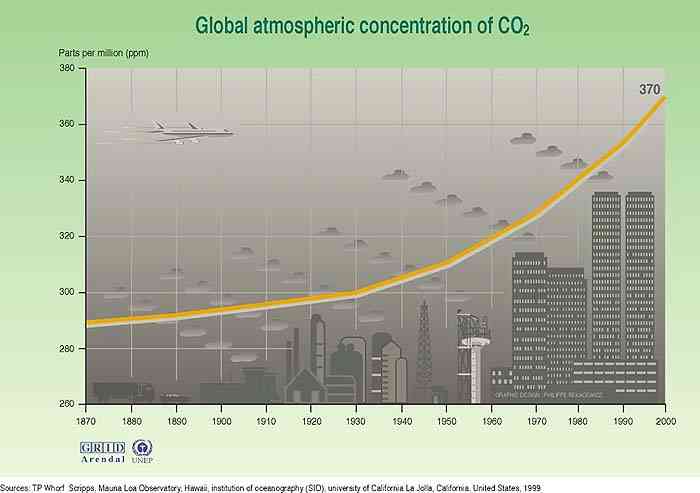 Global atmospheric concentration of CO2
Parts per million (ppm)
380
370
360
340
320
300
280
260
1870 1880 1890 1900 1910 1920 1930 1940 1950 1960 1970 1980 1990 2000
GRAPHIC DESIGN : PHILIPPE REKACEWICZ
GRID
Arendal UNEP
Sources: TP Whorf Scripps, Mauna Loa Observatory, Hawaii, institution of oceanography (SIO), university of California La Jolla, California, United States, 1999